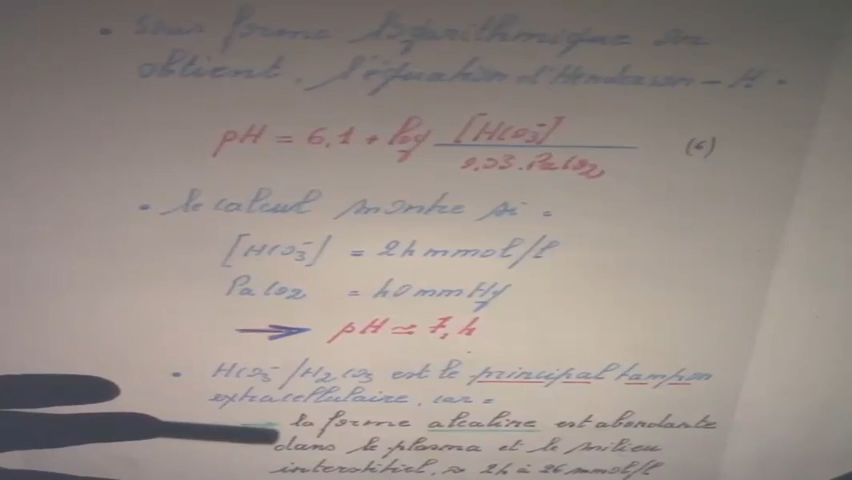 • sous forme logarithmique on
obtient, l'équation d'Henderson-H.
pH = 6,1 + log [HCO3-] / 0,03.PaCO2 (6)
• le calcul montre si =
[HCO3-] = 24 mmol/l
PaCO2 = 40 mmHg
→ pH ≃ 7,4
• HCO3-/H2CO3 est le principal tampon
extracellulaire, car =
- la forme alcaline est abondante
dans le plasma et le milieu
interstitiel, ≃ 24 à 26 mmol/l